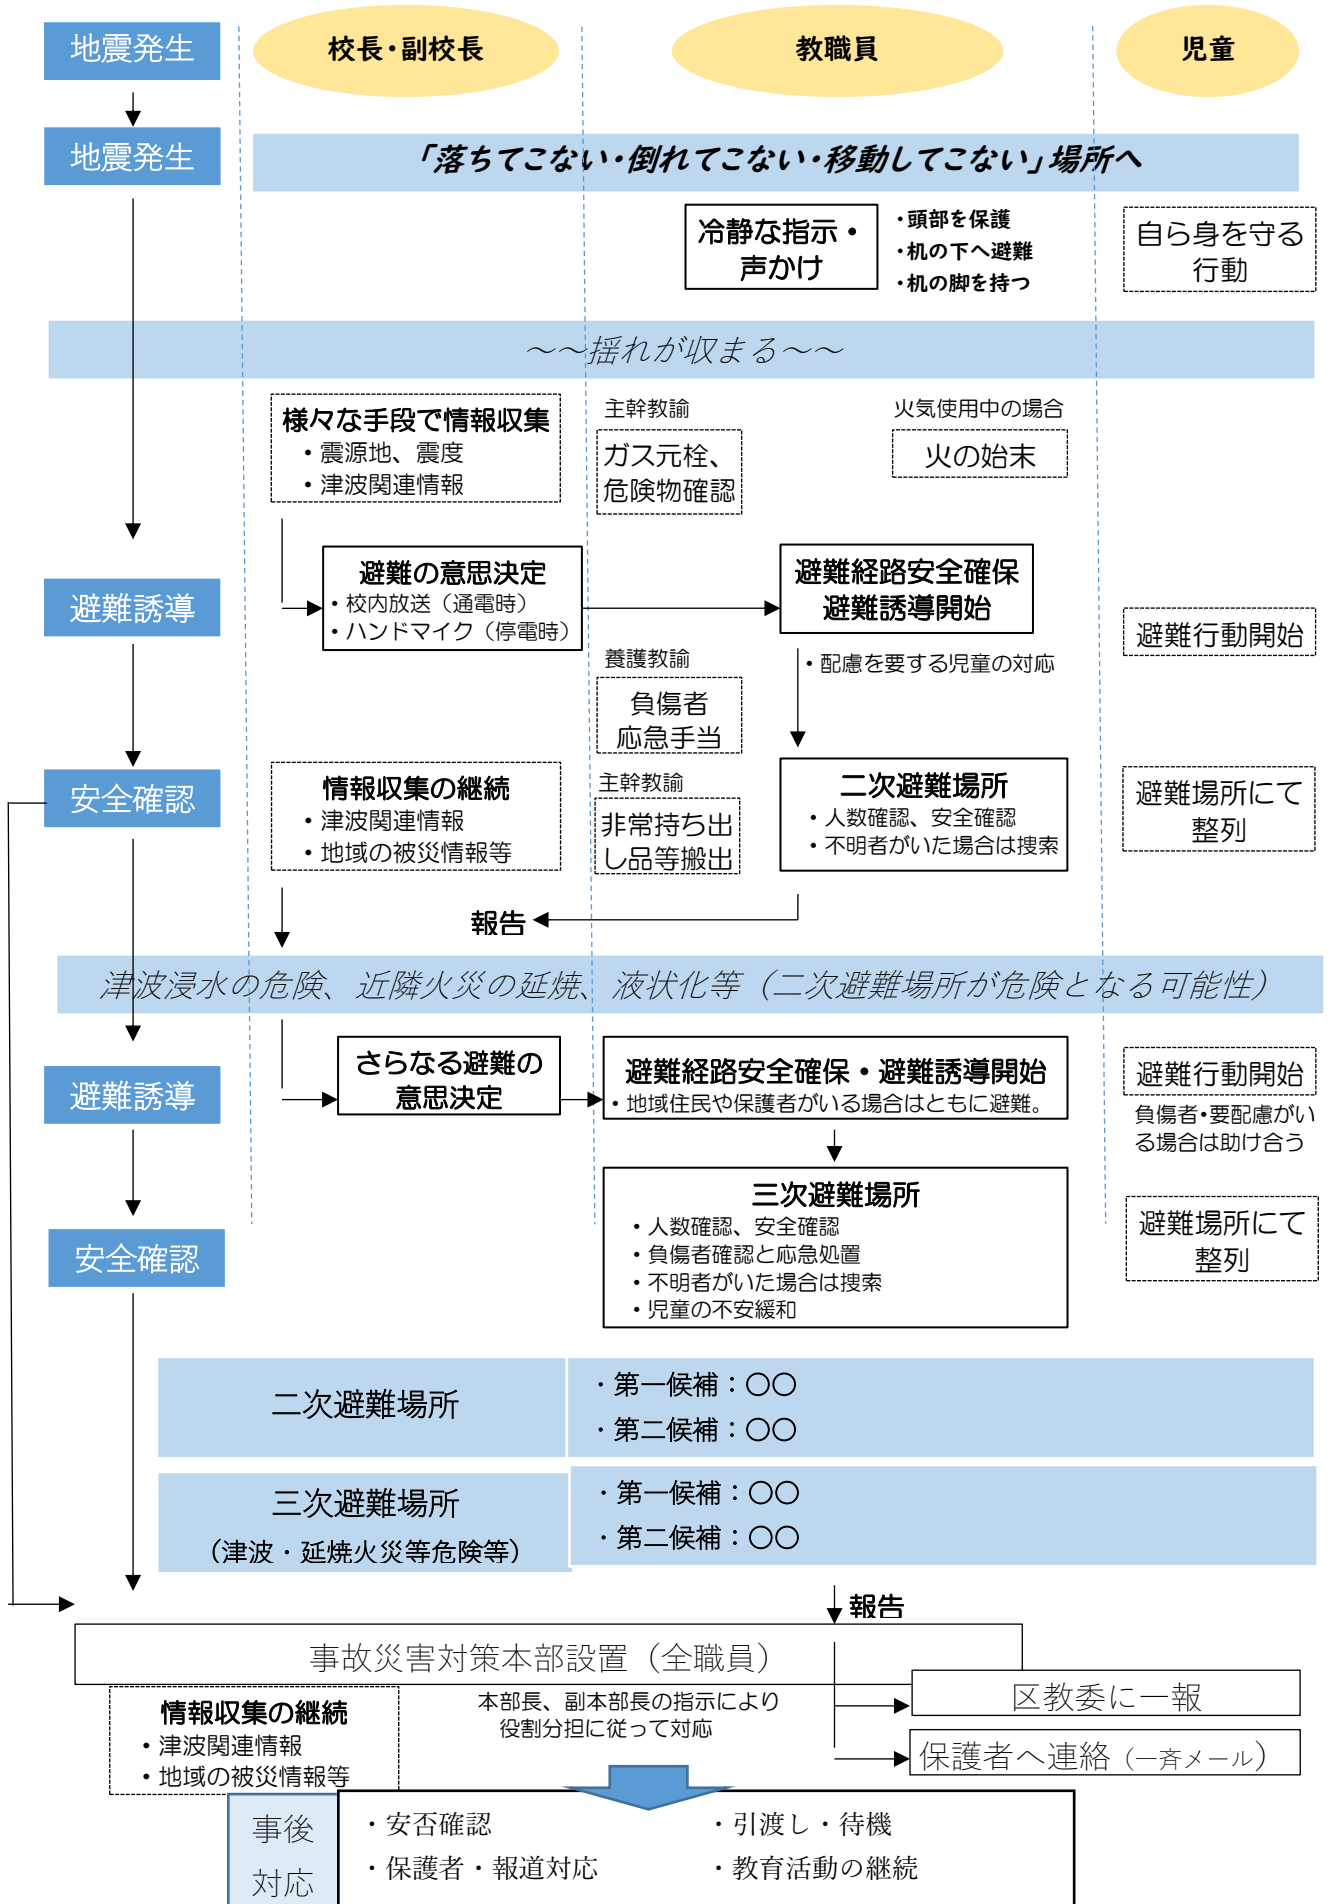 地震発生
校長・副校長
教職員
児童
地震発生
「落ちてこない・倒れてこない・移動してこない」場所へ
冷静な指示・
声かけ
・頭部を保護
・机の下へ避難
・机の脚を持つ
自ら身を守る
行動
～～揺れが収まる～～
様々な手段で情報収集
・震源地、震度
・津波関連情報
主幹教諭
ガス元栓、
危険物確認
火気使用中の場合
火の始末
避難誘導
避難の意思決定
・校内放送（通電時）
・ハンドマイク（停電時）
避難経路安全確保
避難誘導開始
・配慮を要する児童の対応
避難行動開始
養護教諭
負傷者
応急手当
安全確認
情報収集の継続
・津波関連情報
・地域の被災情報等
主幹教諭
非常持ち出
し品等搬出
二次避難場所
・人数確認、安全確認
・不明者がいた場合は捜索
避難場所にて
整列
報告
津波浸水の危険、近隣火災の延焼、液状化等（二次避難場所が危険となる可能性）
避難誘導
さらなる避難の
意思決定
避難経路安全確保・避難誘導開始
・地域住民や保護者がいる場合はともに避難。
避難行動開始
負傷者・要配慮がい
る場合は助け合う
安全確認
三次避難場所
・人数確認、安全確認
・負傷者確認と応急処置
・不明者がいた場合は捜索
・児童の不安緩和
避難場所にて
整列
二次避難場所
・第一候補：〇〇
・第二候補：〇〇
三次避難場所
（津波・延焼火災等危険等）
・第一候補：〇〇
・第二候補：〇〇
報告
事故災害対策本部設置（全職員）
区教委に一報
保護者へ連絡（一斉メール）
情報収集の継続
・津波関連情報
・地域の被災情報等
本部長、副本部長の指示により
役割分担に従って対応
事後
対応
・安否確認
・引渡し・待機
・保護者・報道対応
・教育活動の継続